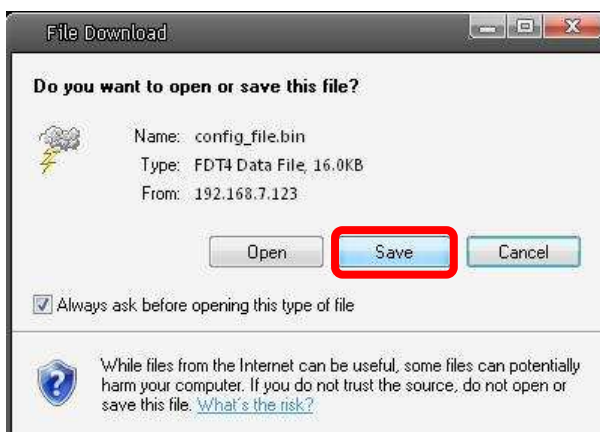 File Download
Do you want to open or save this file?
Name: config_file.bin
Type: FDT4 Data File, 16.0KB
From: 192.168.7.123
Open Save Cancel
Always ask before opening this type of file
While files from the Internet can be useful, some files can potentially
harm your computer. If you do not trust the source, do not open or
save this file. What's the risk?